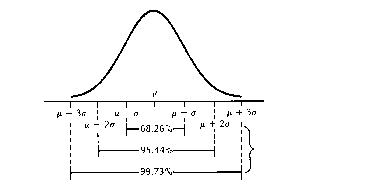 μ
μ - 3σ μ - σ μ - σ μ + 3σ
μ - 2σ 68.26% μ + 2σ
95.44%
99.73%